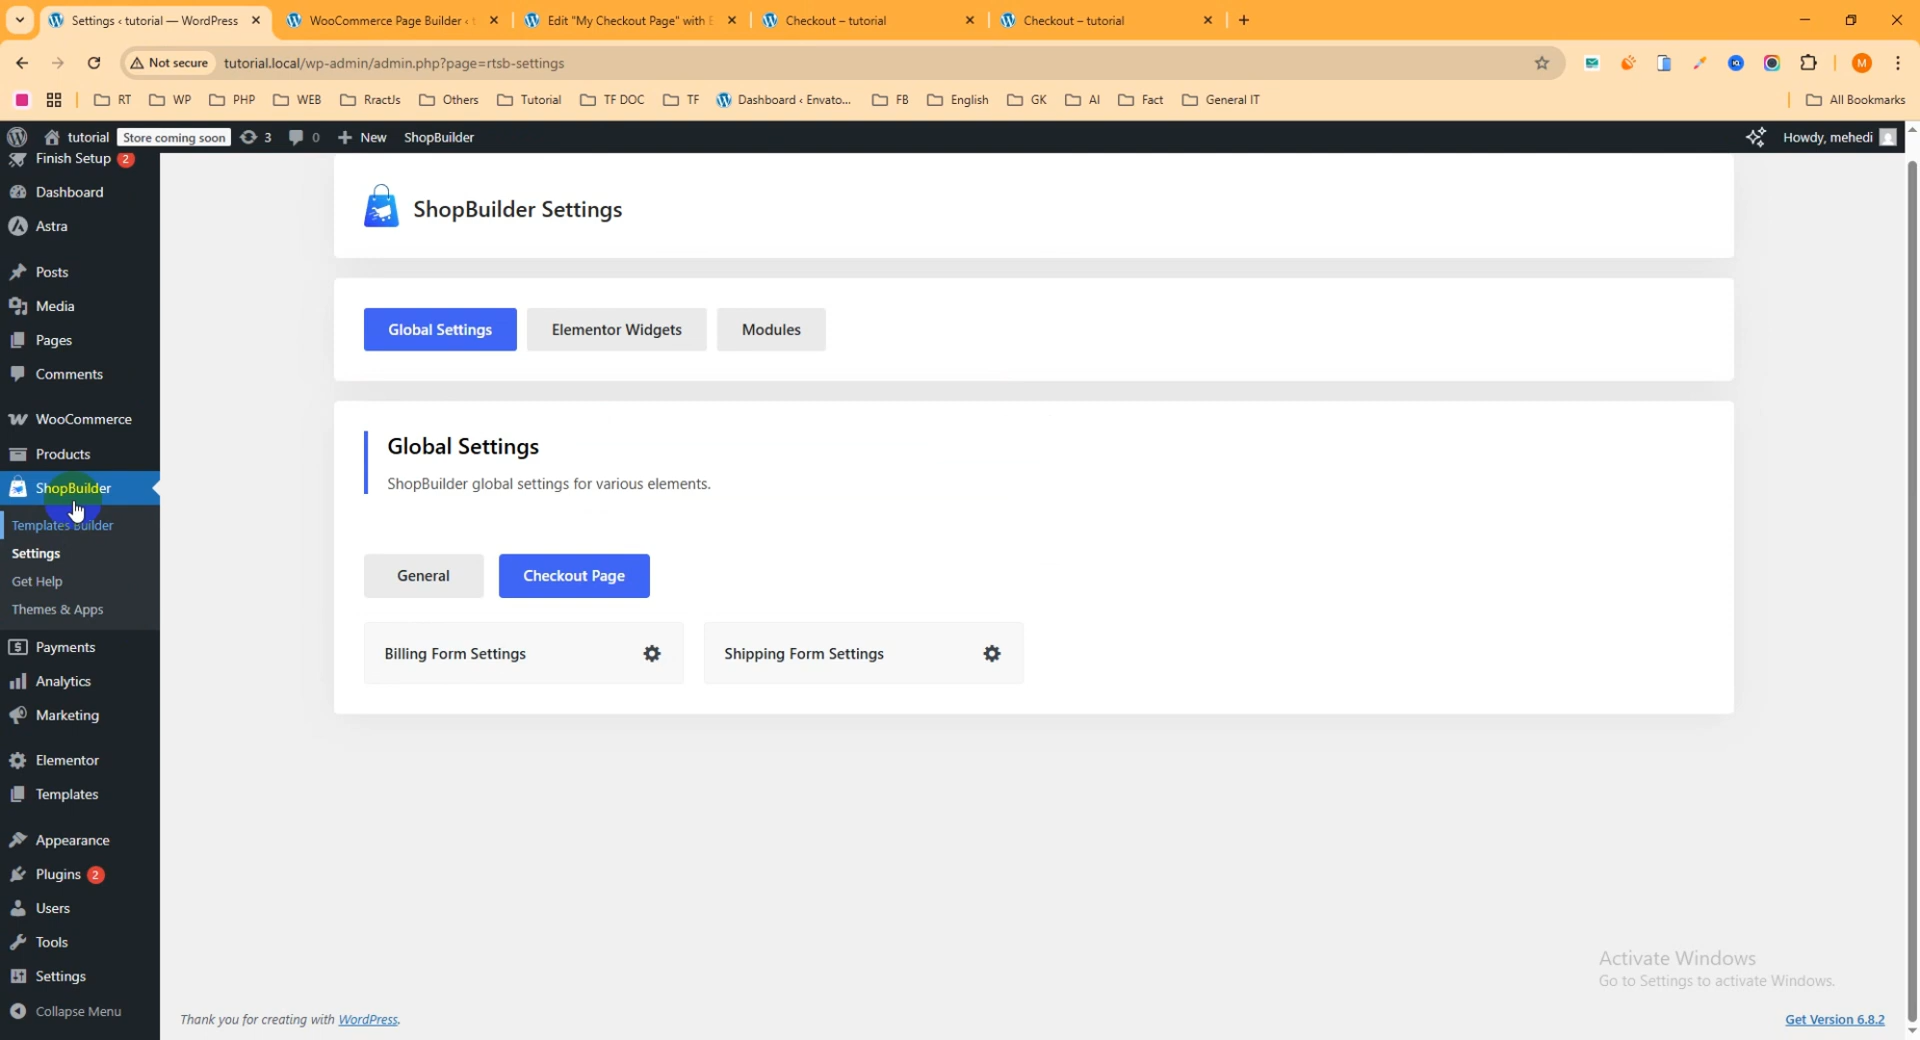 Settings ‹ tutorial — WordPress
WooCommerce Page Builder ‹
Edit "My Checkout Page" with
Checkout – tutorial
Checkout – tutorial
Not secure
tutorial.local/wp-admin/admin.php?page=rtsb-settings
M
RT
WP
PHP
WEB
RractJs
Others
Tutorial
TF DOC
TF
Dashboard ‹ Envato...
FB
English
GK
AI
Fact
General IT
All Bookmarks
tutorial
Store coming soon
3
0
New
ShopBuilder
Howdy, mehedi
Finish Setup 2
Dashboard
Astra
Posts
Media
Pages
Comments
WooCommerce
Products
ShopBuilder
Templates Builder
Settings
Get Help
Themes & Apps
Payments
Analytics
Marketing
Elementor
Templates
Appearance
Plugins 2
Users
Tools
Settings
Collapse Menu
ShopBuilder Settings
Global Settings
Elementor Widgets
Modules
Global Settings
ShopBuilder global settings for various elements.
General
Checkout Page
Billing Form Settings
Shipping Form Settings
Activate Windows
Go to Settings to activate Windows.
Thank you for creating with WordPress.
Get Version 6.8.2